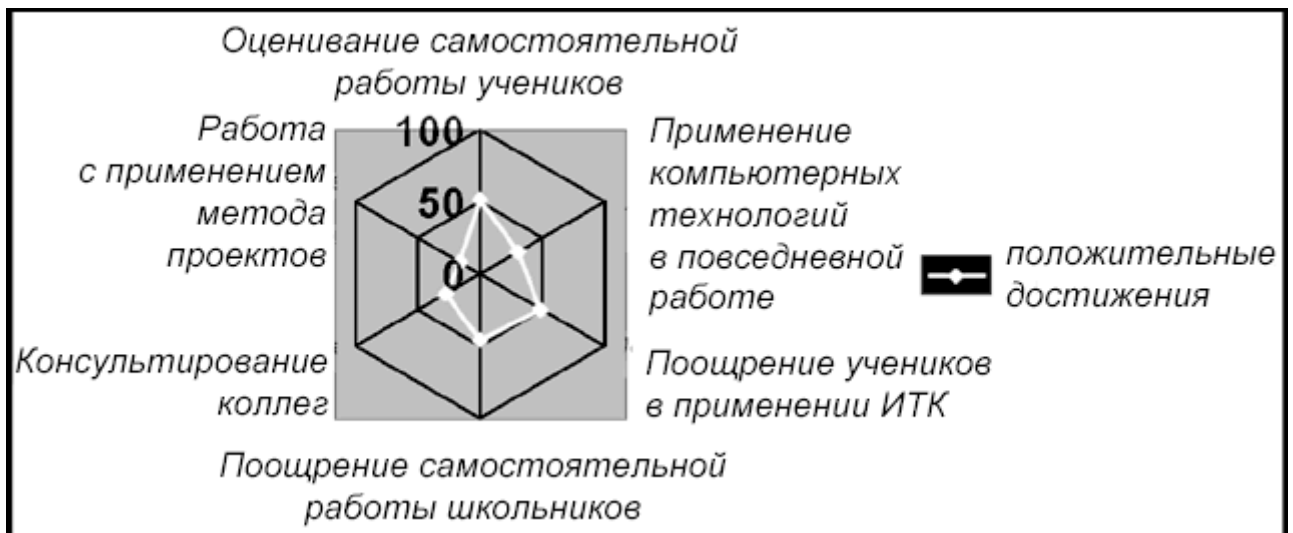 Оценивание самостоятельной
работы учеников
Работа
с применением
метода
проектов
100
50
0
Применение
компьютерных
технологий
в повседневной
работе
положительные
достижения
Консультирование
коллег
Поощрение учеников
в применении ИТК
Поощрение самостоятельной
работы школьников